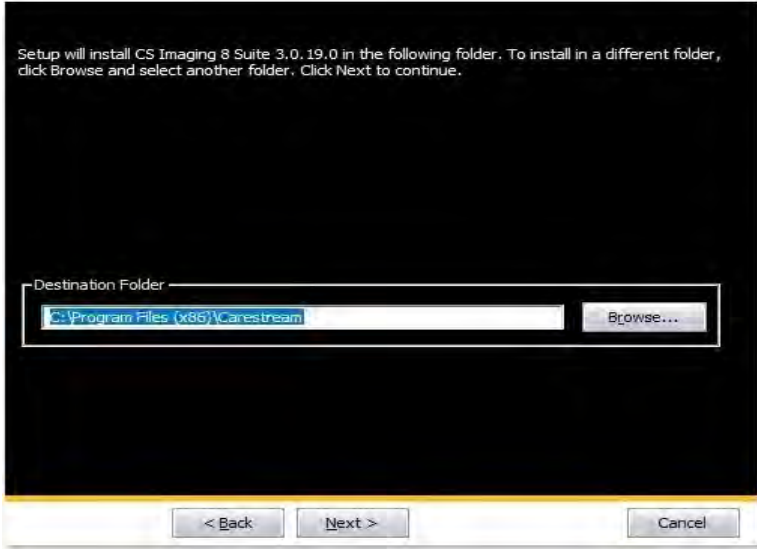 Setup will install CS Imaging 8 Suite 3.0.19.0 in the following folder. To install in a different folder,
click Browse and select another folder. Click Next to continue.
Destination Folder
C:\Program Files (x86)\Carestream
Browse...
< Back
Next >
Cancel